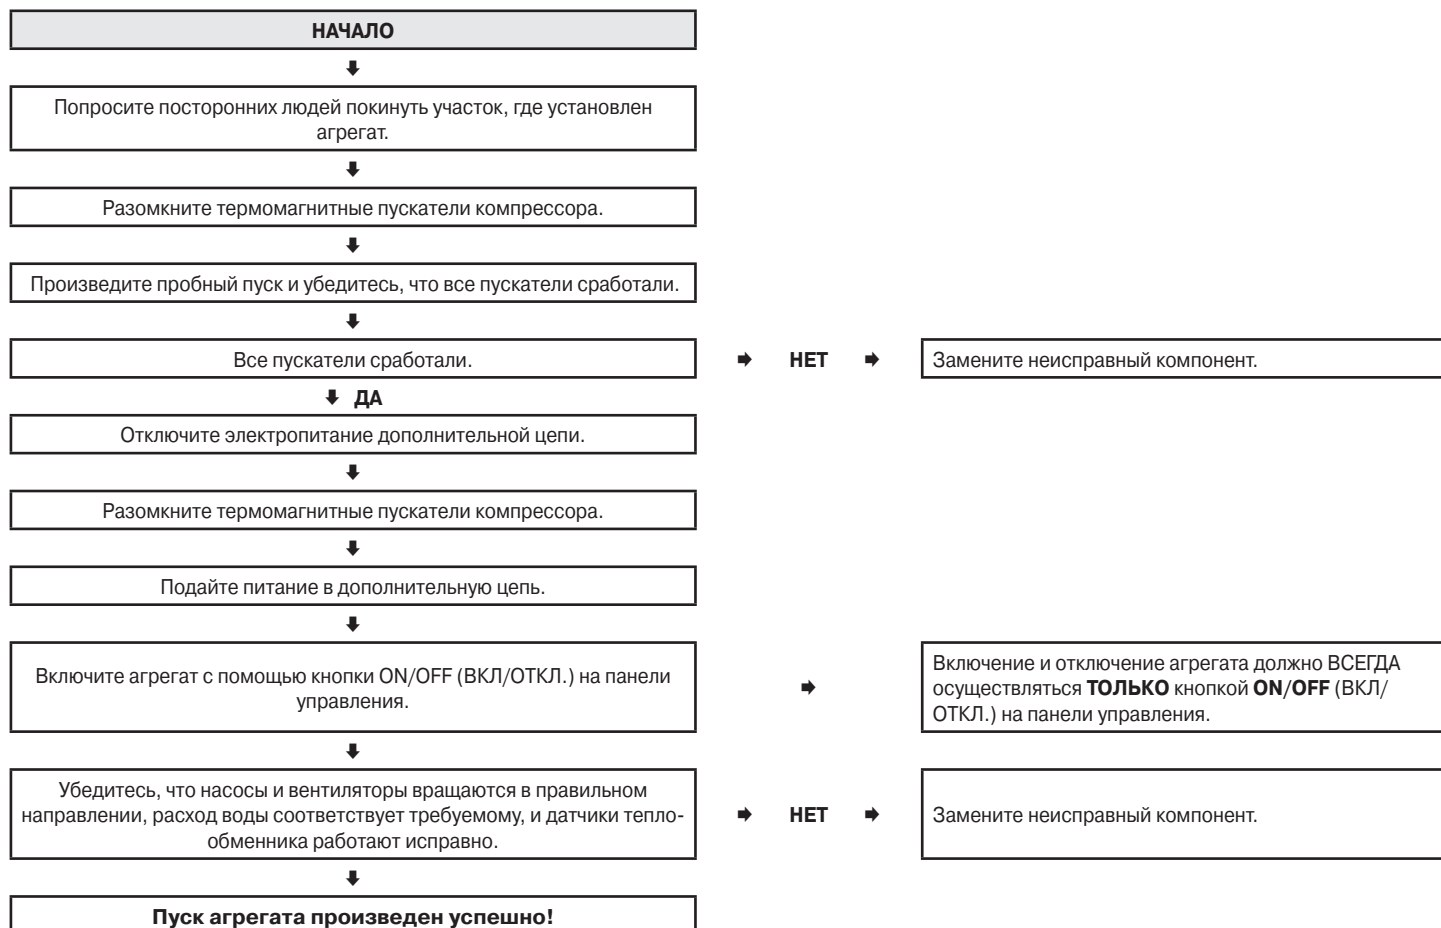 НАЧАЛО
Попросите посторонних людей покинуть участок, где установлен
агрегат.
Разомкните термомагнитные пускатели компрессора.
Произведите пробный пуск и убедитесь, что все пускатели сработали.
Все пускатели сработали.
НЕТ
Замените неисправный компонент.
ДА
Отключите электропитание дополнительной цепи.
Разомкните термомагнитные пускатели компрессора.
Подайте питание в дополнительную цепь.
Включите агрегат с помощью кнопки ON/OFF (ВКЛ/ОТКЛ.) на панели
управления.
Включение и отключение агрегата должно ВСЕГДА
осуществляться ТОЛЬКО кнопкой ON/OFF (ВКЛ/
ОТКЛ.) на панели управления.
Убедитесь, что насосы и вентиляторы вращаются в правильном
направлении, расход воды соответствует требуемому, и датчики тепло-
обменника работают исправно.
НЕТ
Замените неисправный компонент.
Пуск агрегата произведен успешно!